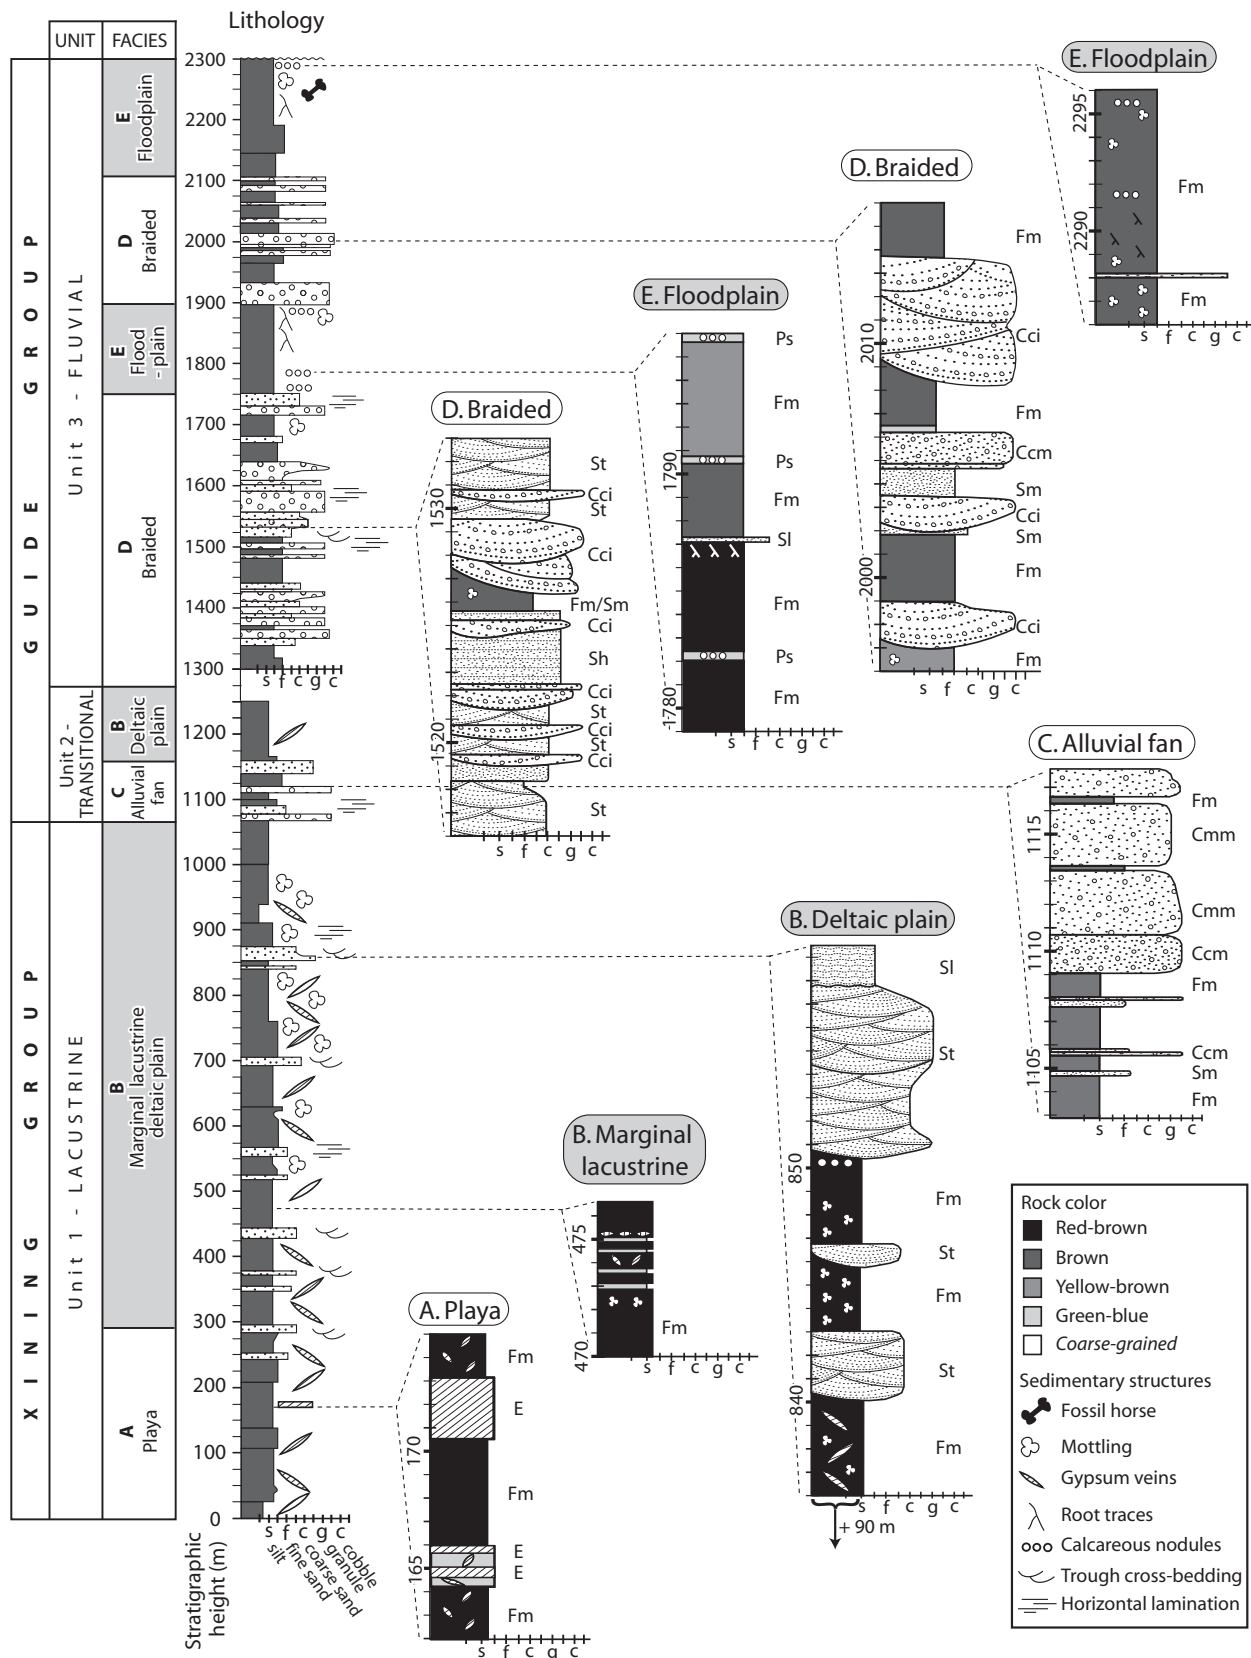 Lithology
UNIT
FACIES
GUIDE GROUP
XINING GROUP
Unit 3 - FLUVIAL
Unit 2 -
TRANSITIONAL
Unit 1 - LACUSTRINE
E
Floodplain
D
Braided
E
Flood
- plain
D
Braided
B
Deltaic
plain
C
Alluvial
fan
B
Marginal lacustrine
deltaic plain
A
Playa
2300
2200
2100
2000
1900
1800
1700
1600
1500
1400
1300
s f c g c
1200
1100
1000
900
800
700
600
500
400
300
200
100
0
s f c g c
silt
fine sand
coarse sand
granule
cobble
Stratigraphic
height (m)
E. Floodplain
2295
2290
Fm
Fm
s f c g c
D. Braided
2010
2000
Fm
Cci
Fm
Ccm
Sm
Cci
Sm
Fm
Cci
Fm
s f c g c
E. Floodplain
1790
1780
Ps
Fm
Ps
Fm
Sl
Fm
Ps
Fm
s f c g c
D. Braided
1530
1520
St
Cci
St
Cci
Fm/Sm
Cci
Sh
Cci
St
Cci
St
Cci
St
s f c g c
C. Alluvial fan
1115
1110
1105
Fm
Cmm
Cmm
Ccm
Fm
Ccm
Sm
Fm
s f c g c
B. Deltaic plain
850
840
Sl
St
Fm
St
Fm
St
Fm
s f c g c
+ 90 m
B. Marginal
lacustrine
475
470
Fm
s f c g c
A. Playa
170
165
Fm
E
Fm
E
E
Fm
s f c g c
Rock color
Red-brown
Brown
Yellow-brown
Green-blue
Coarse-grained
Sedimentary structures
Fossil horse
Mottling
Gypsum veins
Root traces
Calcareous nodules
Trough cross-bedding
Horizontal lamination